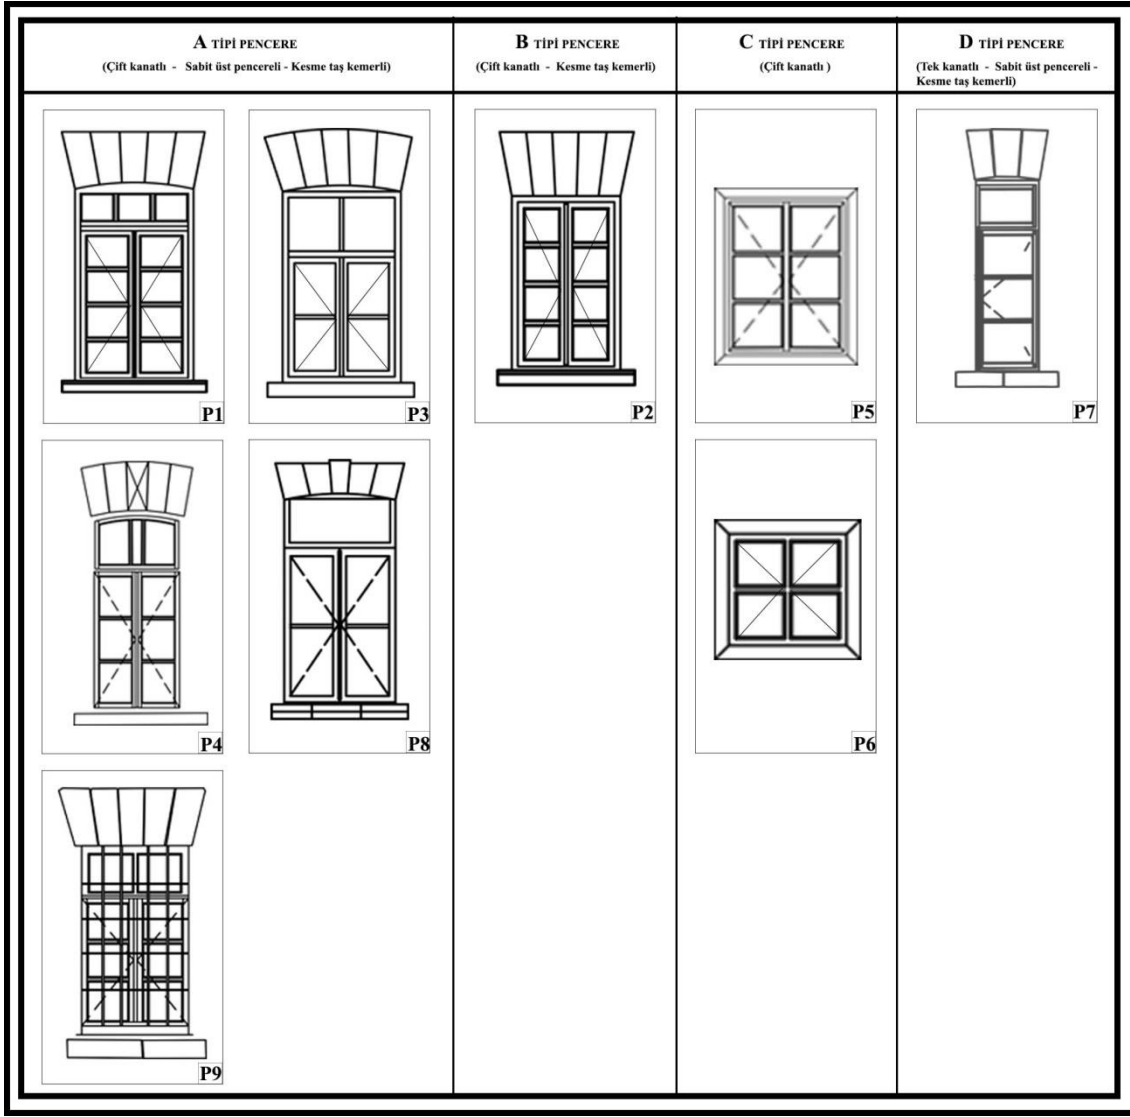 A TİPİ PENCERE
(Çift kanatlı - Sabit üst pencereli - Kesme taş kemerli)
B TİPİ PENCERE
(Çift kanatlı - Kesme taş kemerli)
C TİPİ PENCERE
(Çift kanatlı )
D TİPİ PENCERE
(Tek kanatlı - Sabit üst pencereli -
Kesme taş kemerli)
P1
P3
P2
P5
P7
P4
P8
P6
P9